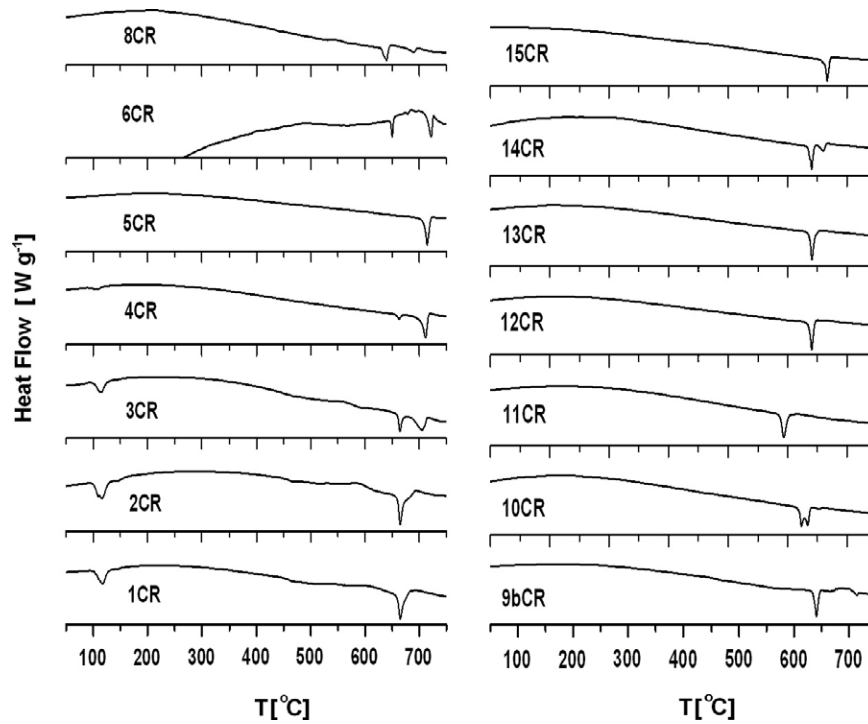 Heat Flow [W g-1]
8CR
6CR
5CR
4CR
3CR
2CR
1CR
100 200 300 400 500 600 700
T[°C]
15CR
14CR
13CR
12CR
11CR
10CR
9bCR
100 200 300 400 500 600 700
T[°C]